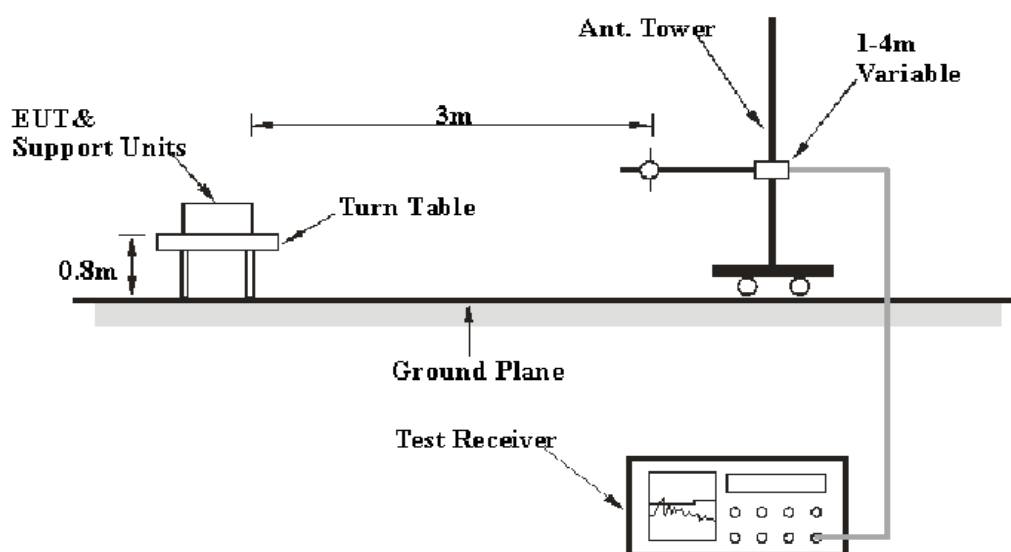 Ant. Tower
1-4m
Variable
EUT&
Support Units
3m
Turn Table
0.8m
Ground Plane
Test Receiver